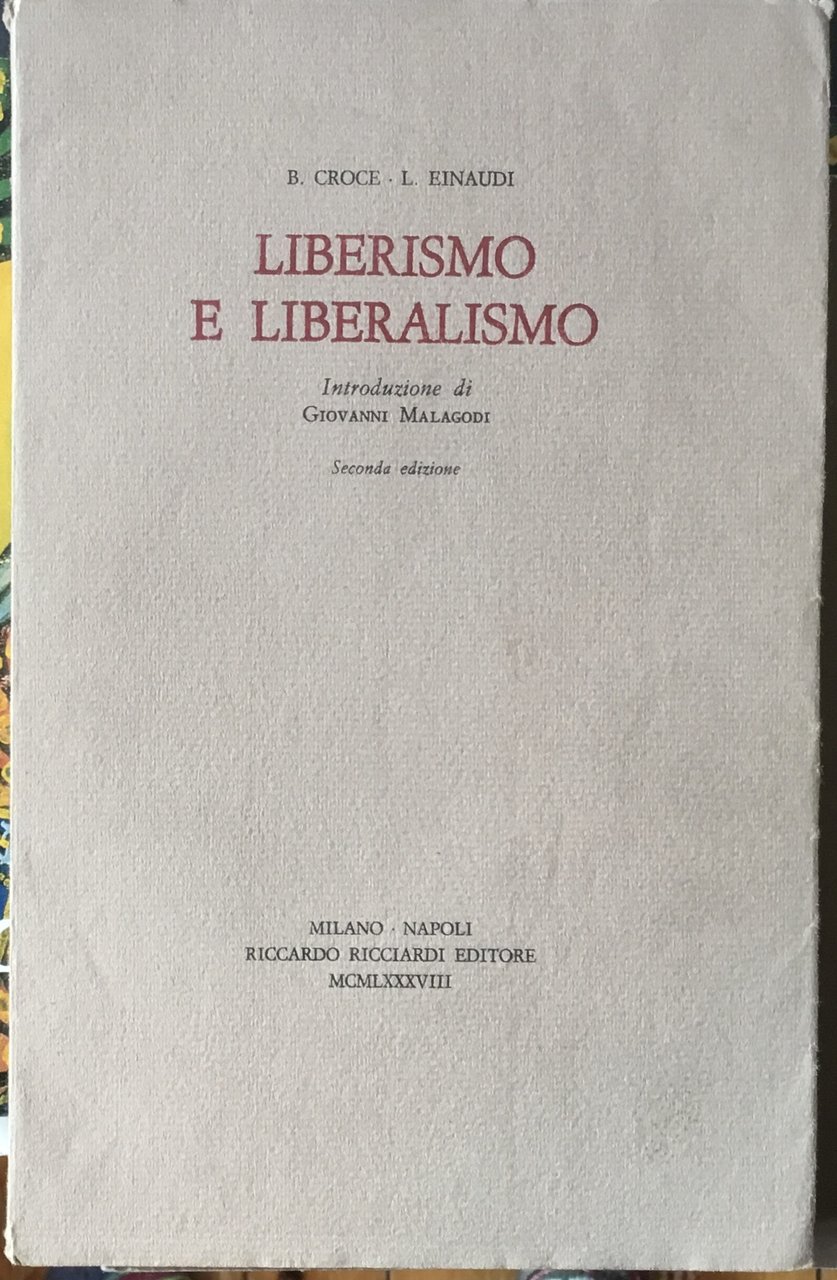 B. CROCE · L. EINAUDI
LIBERISMO
E LIBERALISMO
Introduzione di
GIOVANNI MALAGODI
Seconda edizione
MILANO · NAPOLI
RICCARDO RICCIARDI EDITORE
MCMLXXXVIII